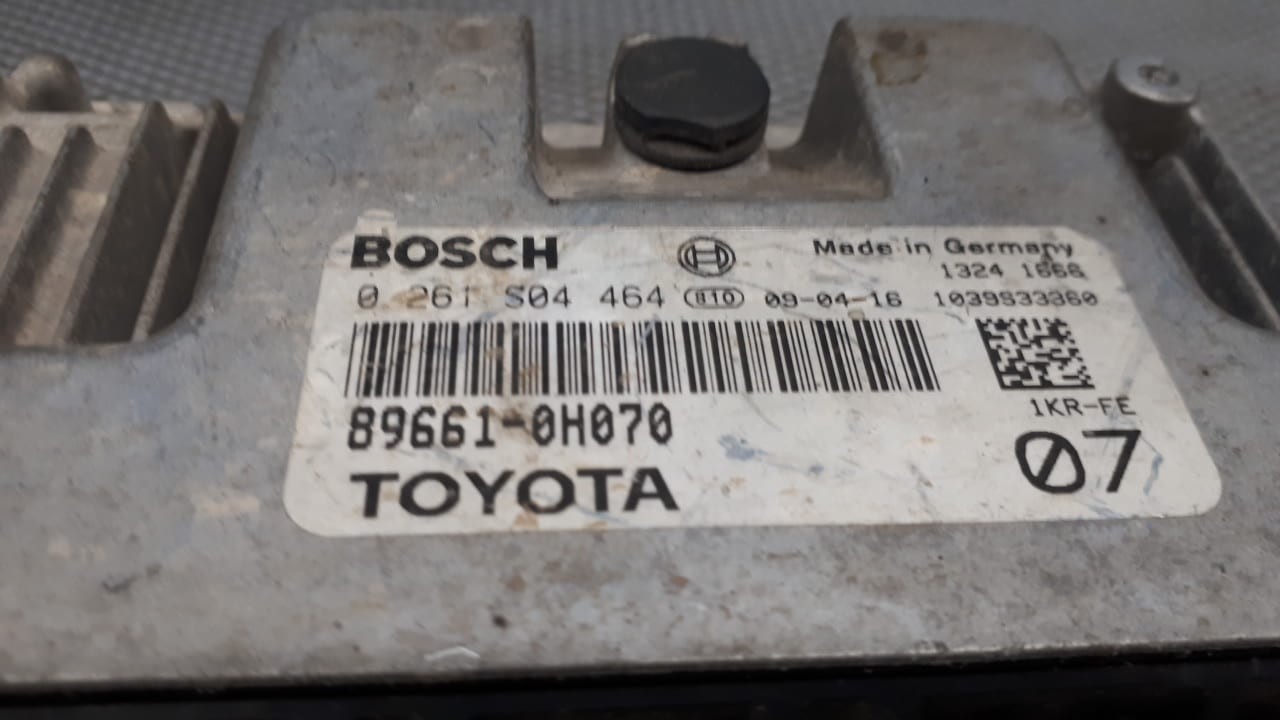 BOSCH
Made in Germany
1324
0 261 S04 464 810 09-04-16 1039S33360
89661-0H070
1KR-FE
TOYOTA
07